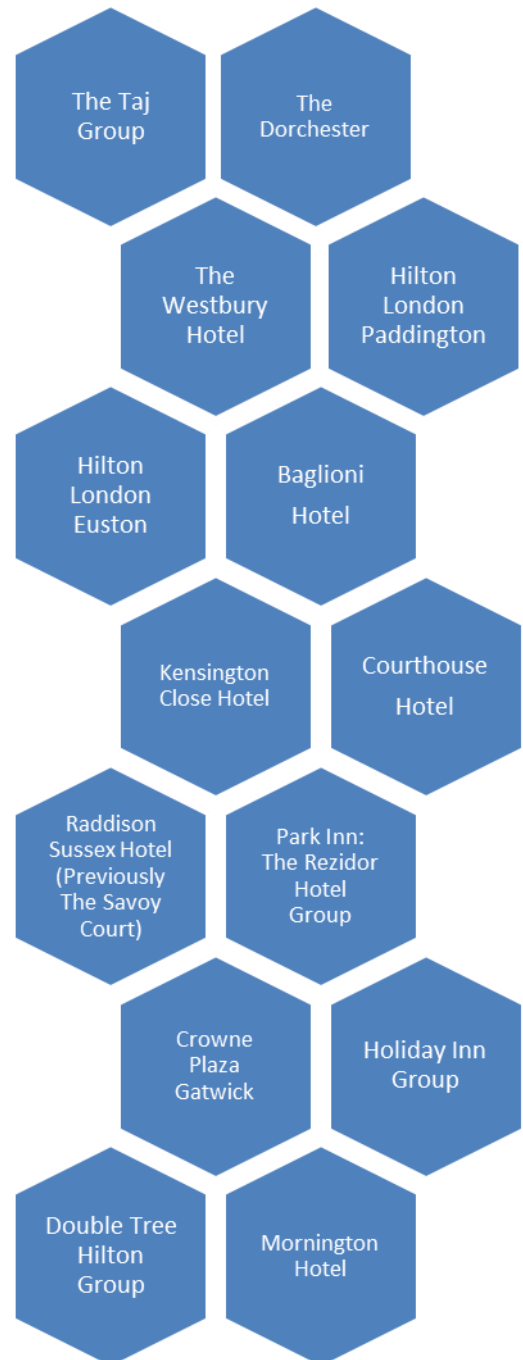 The Taj
Group
The
Dorchester
The
Westbury
Hotel
Hilton
London
Paddington
Hilton
London
Euston
Baglioni
Hotel
Kensington
Close Hotel
Courthouse
Hotel
Raddison
Sussex Hotel
(Previously
The Savoy
Court)
Park Inn:
The Rezidor
Hotel
Group
Crowne
Plaza
Gatwick
Holiday Inn
Group
Double Tree
Hilton
Group
Mornington
Hotel